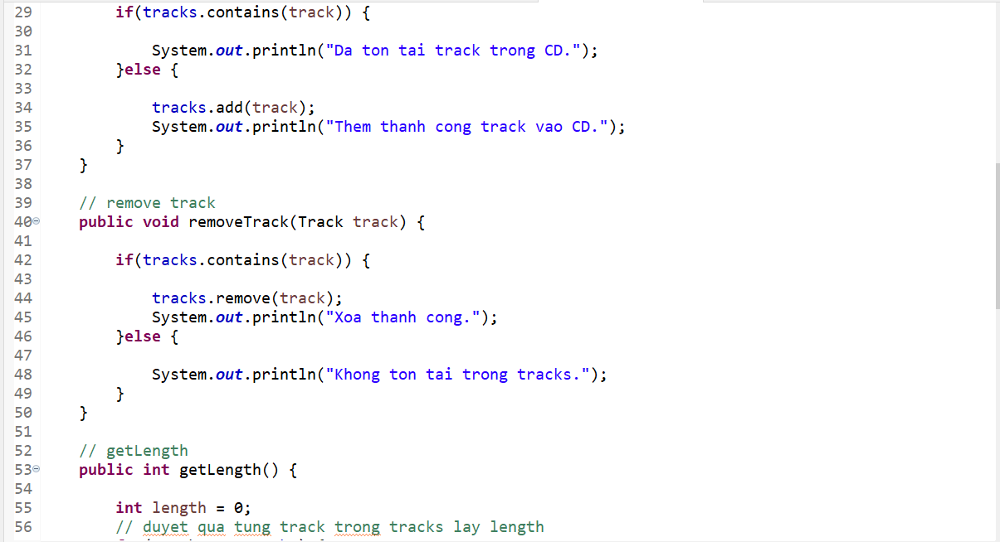 29 if(tracks.contains(track)) {
30
31 System.out.println("Da ton tai track trong CD.");
32 }else {
33
34 tracks.add(track);
35 System.out.println("Them thanh cong track vao CD.");
36 }
37 }
38
39 // remove track
40 public void removeTrack(Track track) {
41
42 if(tracks.contains(track)) {
43
44 tracks.remove(track);
45 System.out.println("Xoa thanh cong.");
46 }else {
47
48 System.out.println("Khong ton tai trong tracks.");
49 }
50 }
51
52 // getLength
53 public int getLength() {
54
55 int length = 0;
56 // duyet qua tung track trong tracks lay length